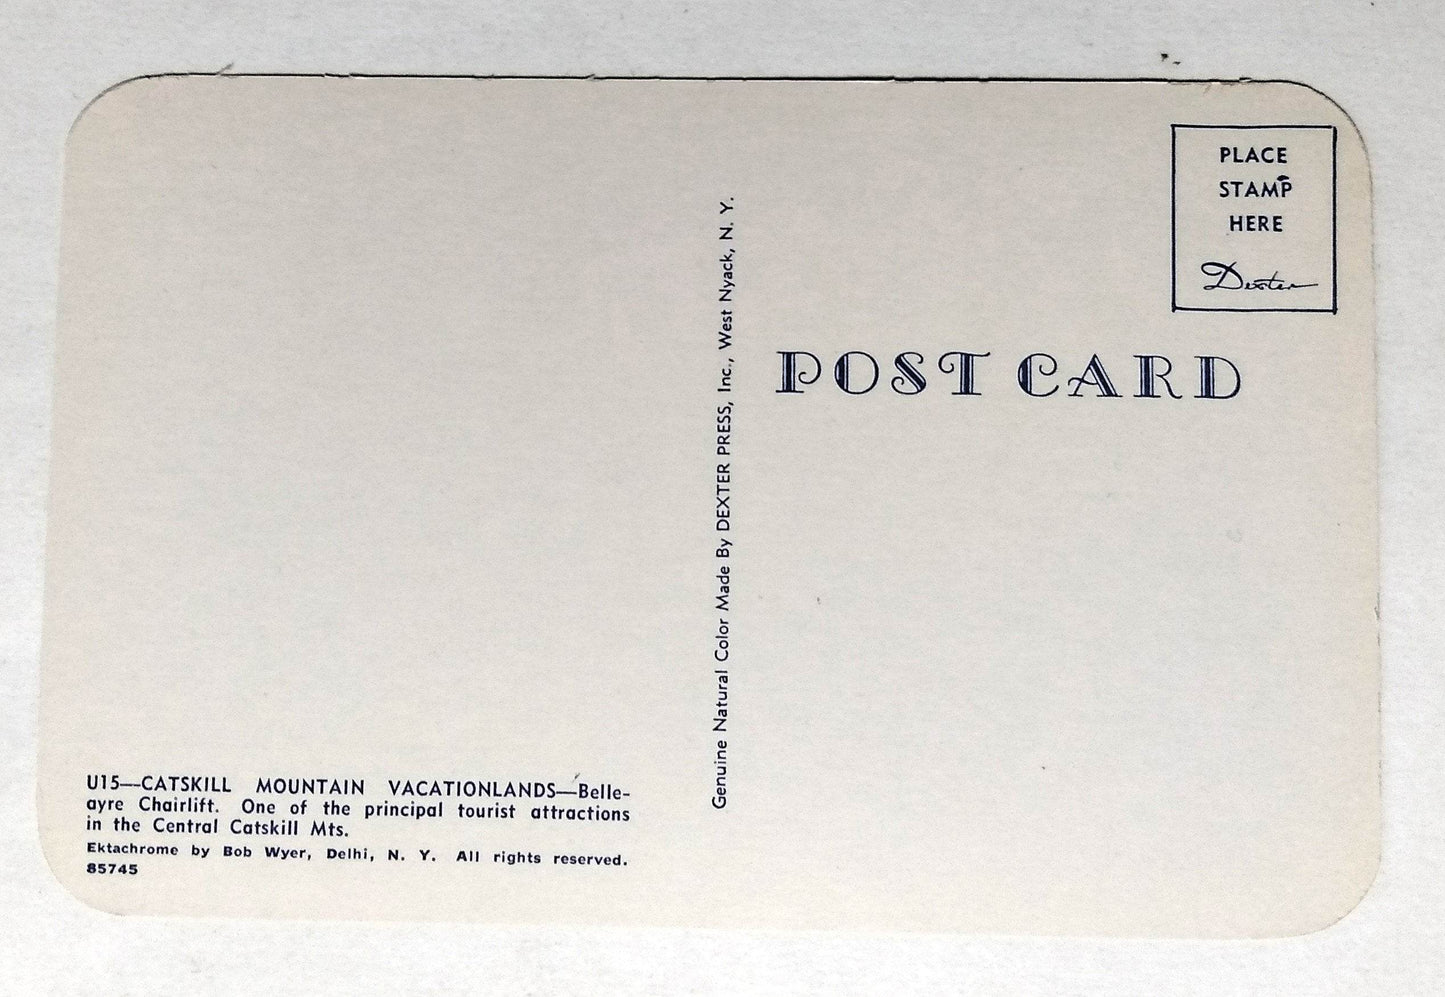 PLACE
STAMP
HERE
Dexter
POST CARD
Genuine Natural Color Made By DEXTER PRESS, Inc., West Nyack, N. Y.
U15—CATSKILL MOUNTAIN VACATIONLANDS—Belle-
ayre Chairlift. One of the principal tourist attractions
in the Central Catskill Mts.
Ektachrome by Bob Wyer, Delhi, N. Y. All rights reserved.
85745